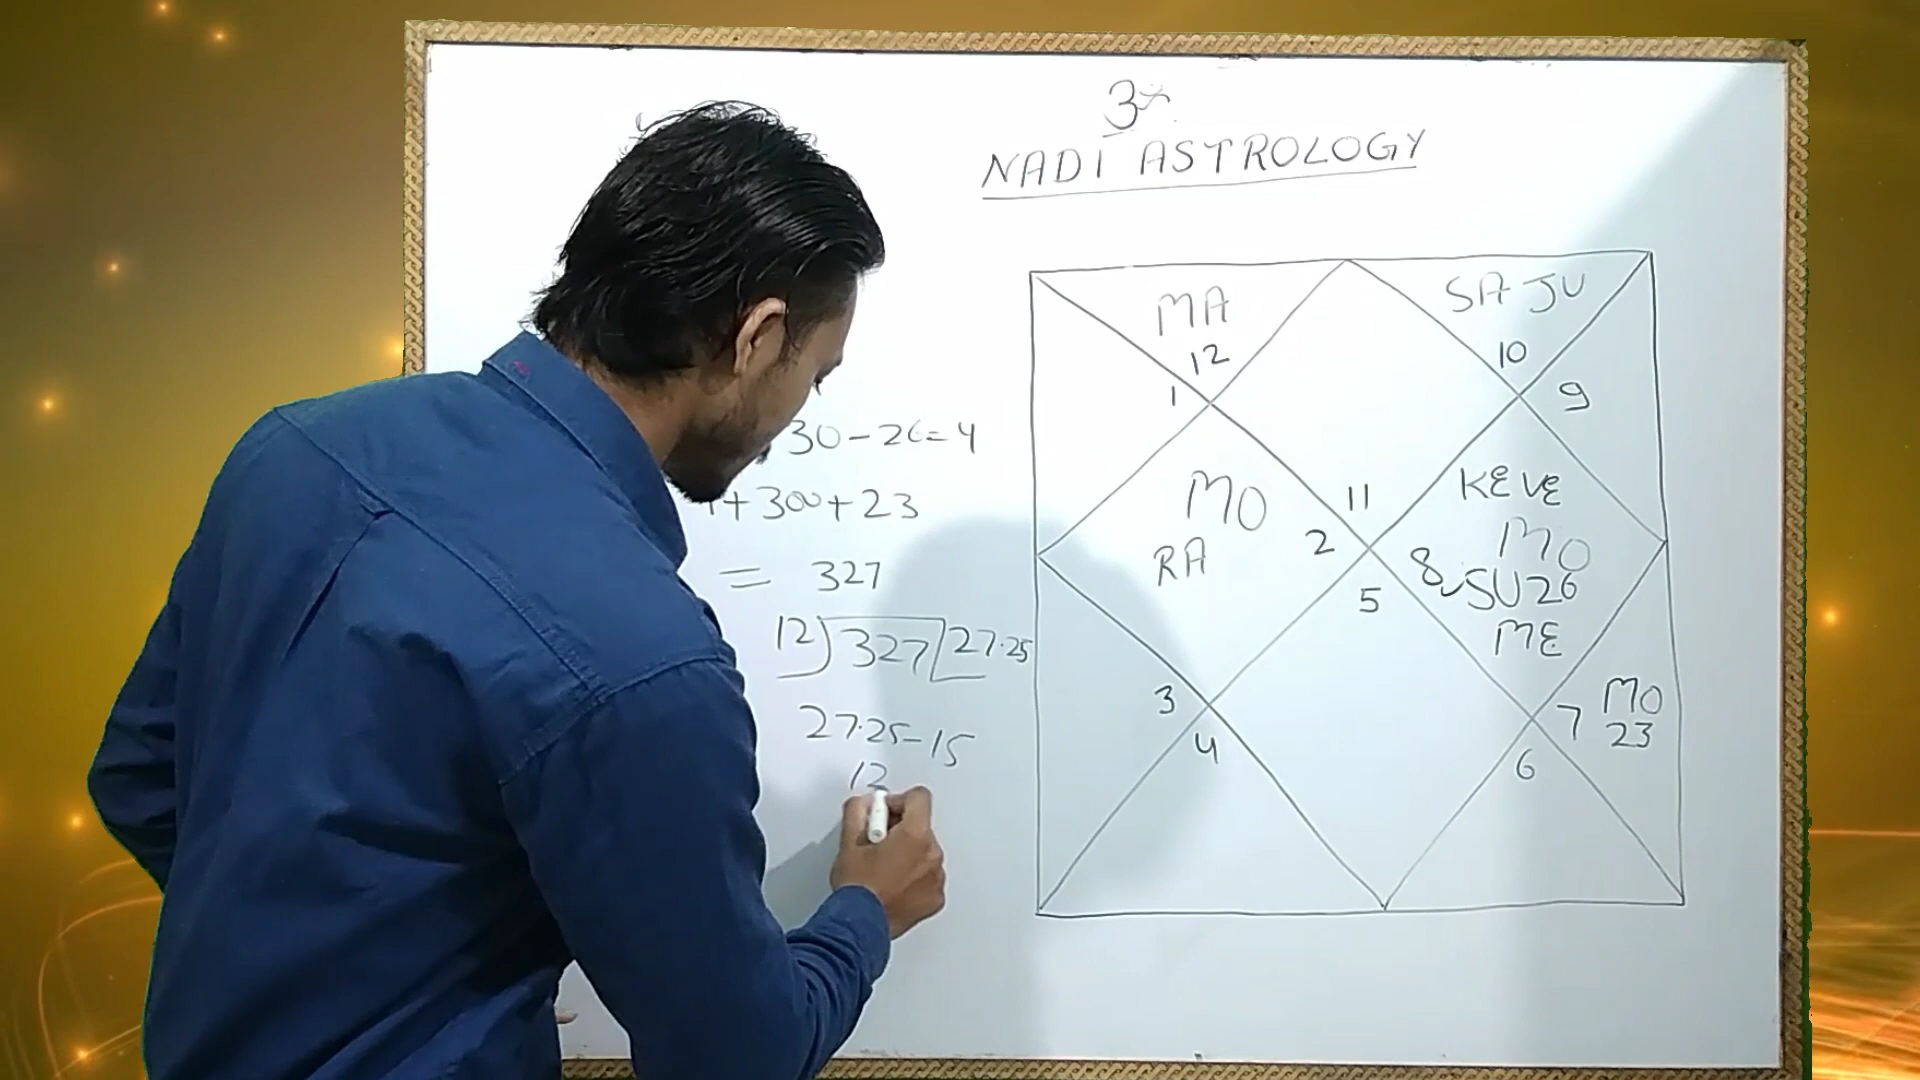 3x
NADI ASTROLOGY
30-26=4
+300+23
= 327
12)327/27.25
27.25-15
12
MA
12
1
SA JU
10
9
MO
RA
11
2
5
KE VE
MO
8 SU26
ME
3
4
7 MO
23
6